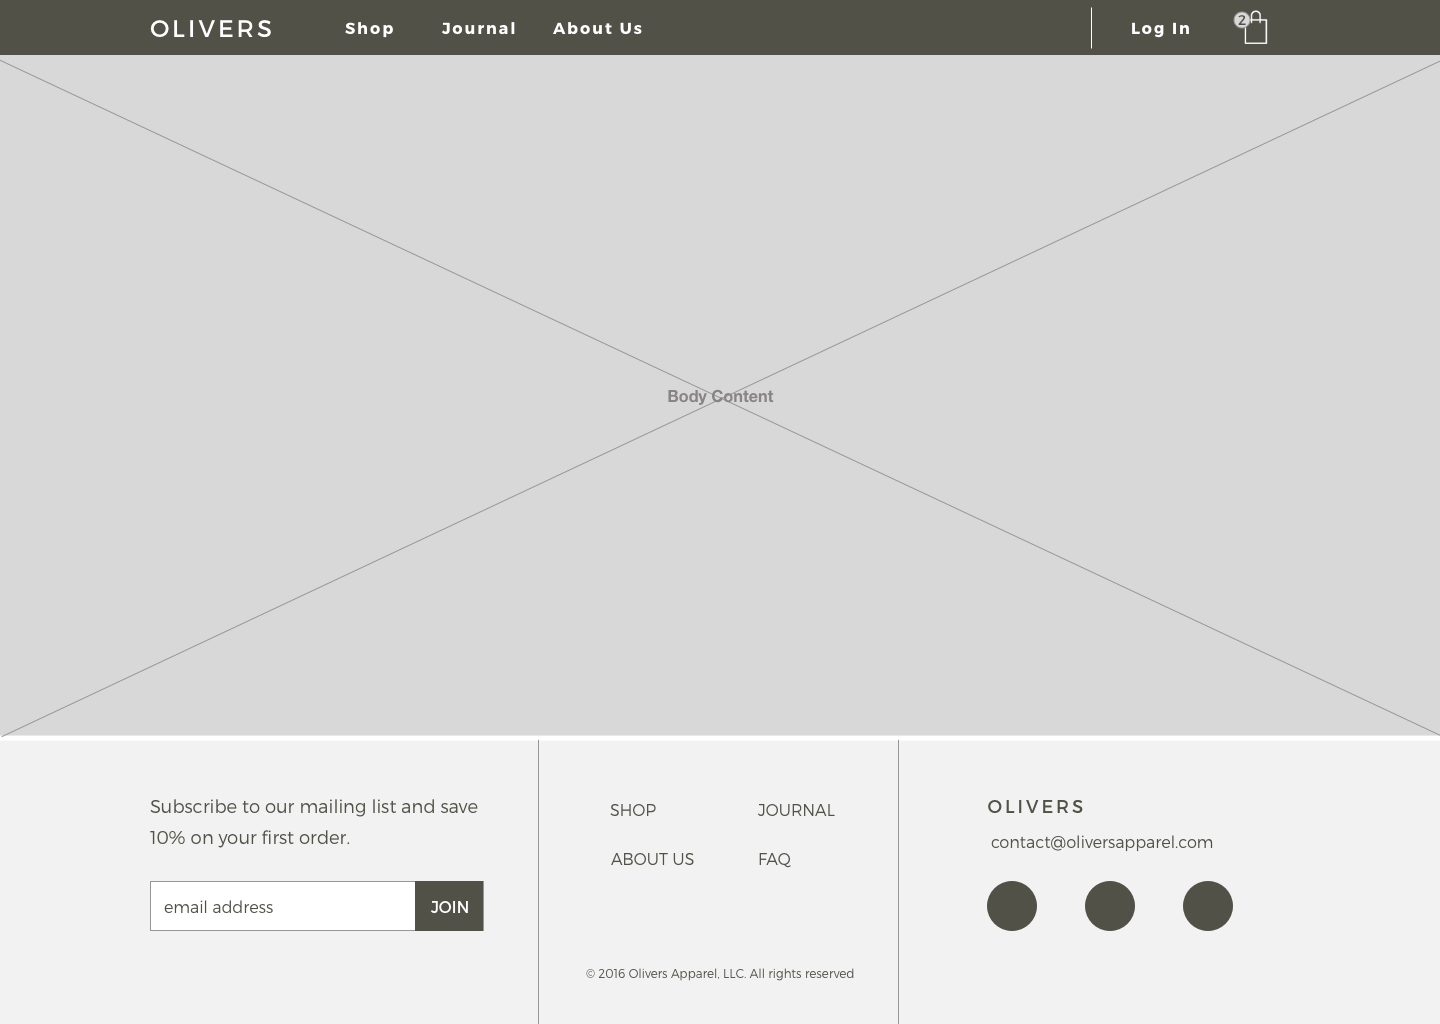 OLIVERS
Shop
Journal
About Us
Log In
2
Body Content
Subscribe to our mailing list and save
10% on your first order.
email address
JOIN
SHOP
JOURNAL
ABOUT US
FAQ
© 2016 Olivers Apparel, LLC. All rights reserved
OLIVERS
contact@oliversapparel.com